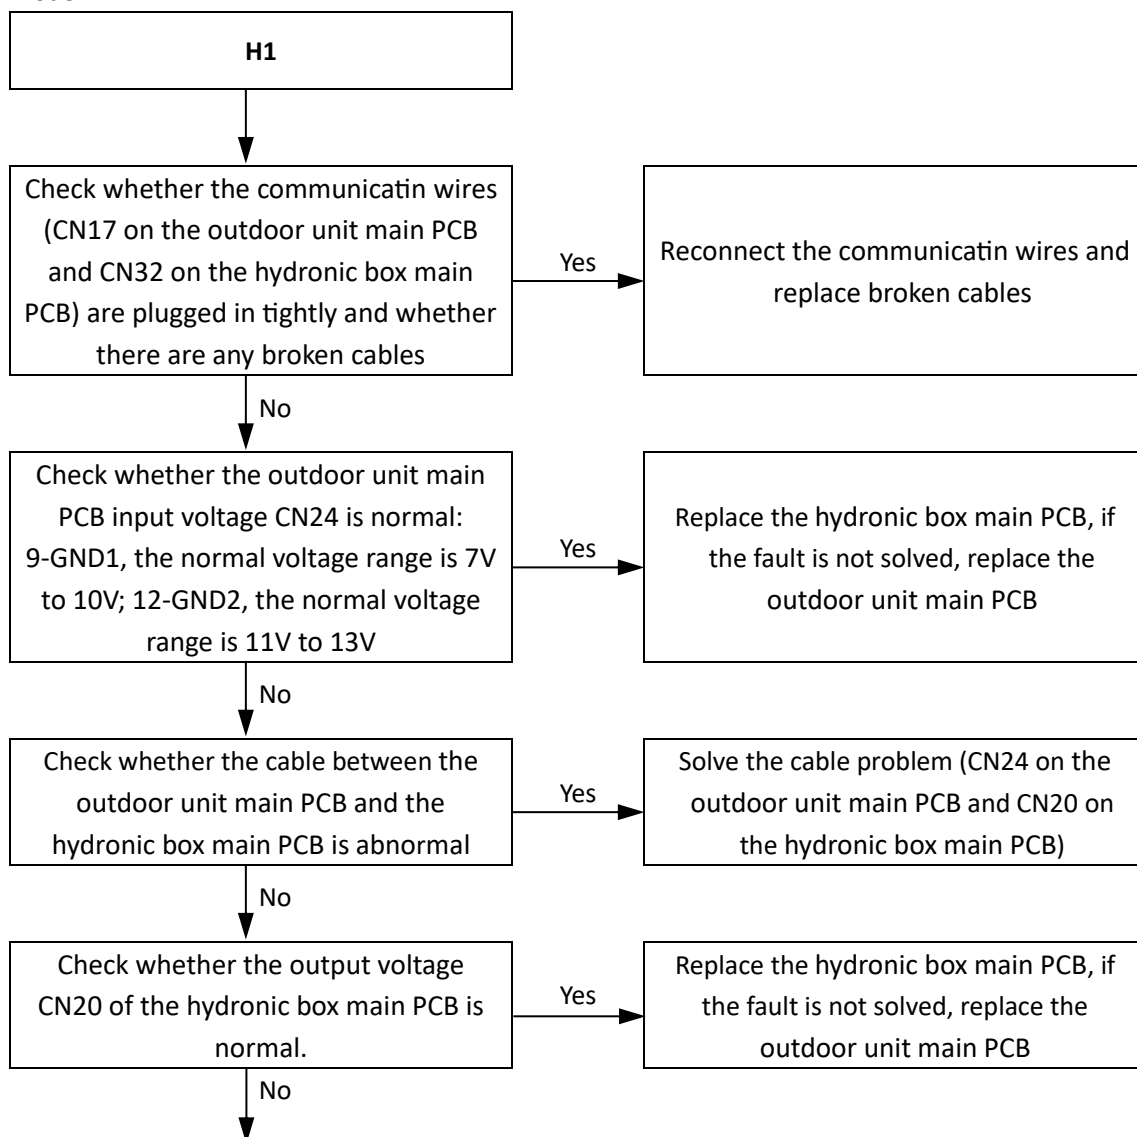 H1
Check whether the communicatin wires
(CN17 on the outdoor unit main PCB
and CN32 on the hydronic box main
PCB) are plugged in tightly and whether
there are any broken cables
Yes
Reconnect the communicatin wires and
replace broken cables
No
Check whether the outdoor unit main
PCB input voltage CN24 is normal:
9-GND1, the normal voltage range is 7V
to 10V; 12-GND2, the normal voltage
range is 11V to 13V
Yes
Replace the hydronic box main PCB, if
the fault is not solved, replace the
outdoor unit main PCB
No
Check whether the cable between the
outdoor unit main PCB and the
hydronic box main PCB is abnormal
Yes
Solve the cable problem (CN24 on the
outdoor unit main PCB and CN20 on
the hydronic box main PCB)
No
Check whether the output voltage
CN20 of the hydronic box main PCB is
normal.
Yes
Replace the hydronic box main PCB, if
the fault is not solved, replace the
outdoor unit main PCB
No